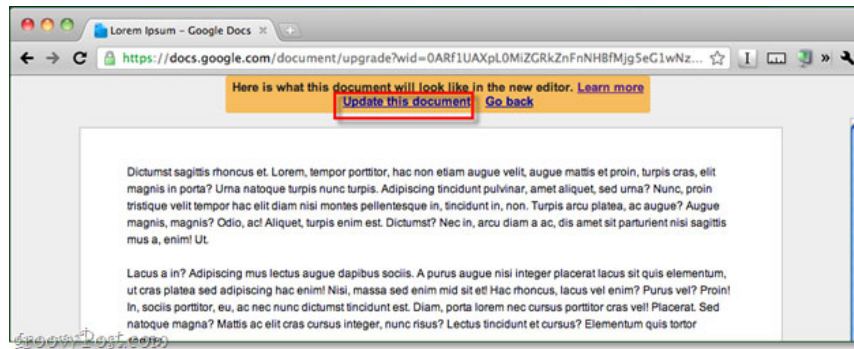 Lorem Ipsum – Google Docs
https://docs.google.com/document/upgrade?wid=0ARf1UAXpL0MiZGRkZnFnNHBfMjg5eG1wNz...
Here is what this document will look like in the new editor. Learn more
Update this document Go back
Dictumst sagittis rhoncus et. Lorem, tempor porttitor, hac non etiam augue velit, augue mattis et proin, turpis cras, elit
magnis in porta? Urna natoque turpis nunc turpis. Adipiscing tincidunt pulvinar, amet aliquet, sed urna? Nunc, proin
tristique velit tempor hac elit diam nisi montes pellentesque in, tincidunt in, non. Turpis arcu platea, ac augue? Augue
magnis, magnis? Odio, ac! Aliquet, turpis enim est. Dictumst? Nec in, arcu diam a ac, dis amet sit parturient nisi sagittis
mus a, enim! Ut.
Lacus a in? Adipiscing mus lectus augue dapibus sociis. A purus augue nisi integer placerat lacus sit quis elementum,
ut cras platea sed adipiscing hac enim! Nisi, massa sed enim mid sit et! Hac rhoncus, lacus vel enim? Purus vel? Proin!
In, sociis porttitor, eu, ac nec nunc dictumst tincidunt est. Diam, porta lorem nec cursus porttitor cras vel! Placerat. Sed
natoque magna? Mattis ac elit cras cursus integer, nunc risus? Lectus tincidunt et cursus? Elementum quis tortor
groovyPost.com